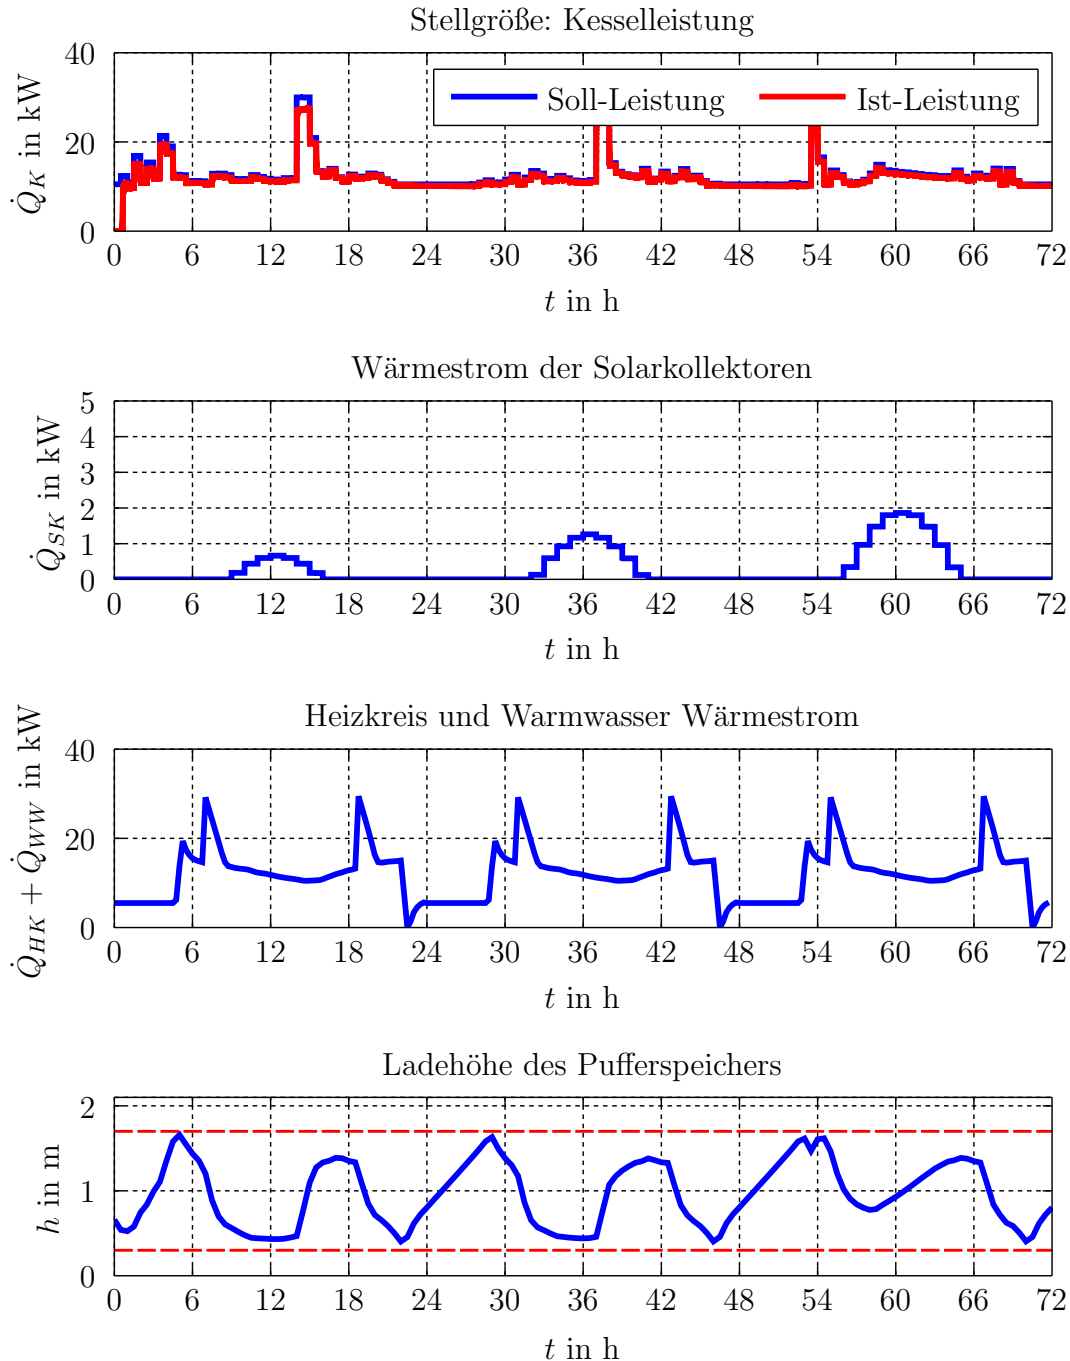 Stellgröße: Kesselleistung
Q̇_K in kW
40
20
0
Soll-Leistung Ist-Leistung
0 6 12 18 24 30 36 42 48 54 60 66 72
t in h
Wärmestrom der Solarkollektoren
Q̇_SK in kW
5
4
3
2
1
0
0 6 12 18 24 30 36 42 48 54 60 66 72
t in h
Heizkreis und Warmwasser Wärmestrom
Q̇_HK + Q̇_WW in kW
40
20
0
0 6 12 18 24 30 36 42 48 54 60 66 72
t in h
Ladehöhe des Pufferspeichers
h in m
2
1
0
0 6 12 18 24 30 36 42 48 54 60 66 72
t in h